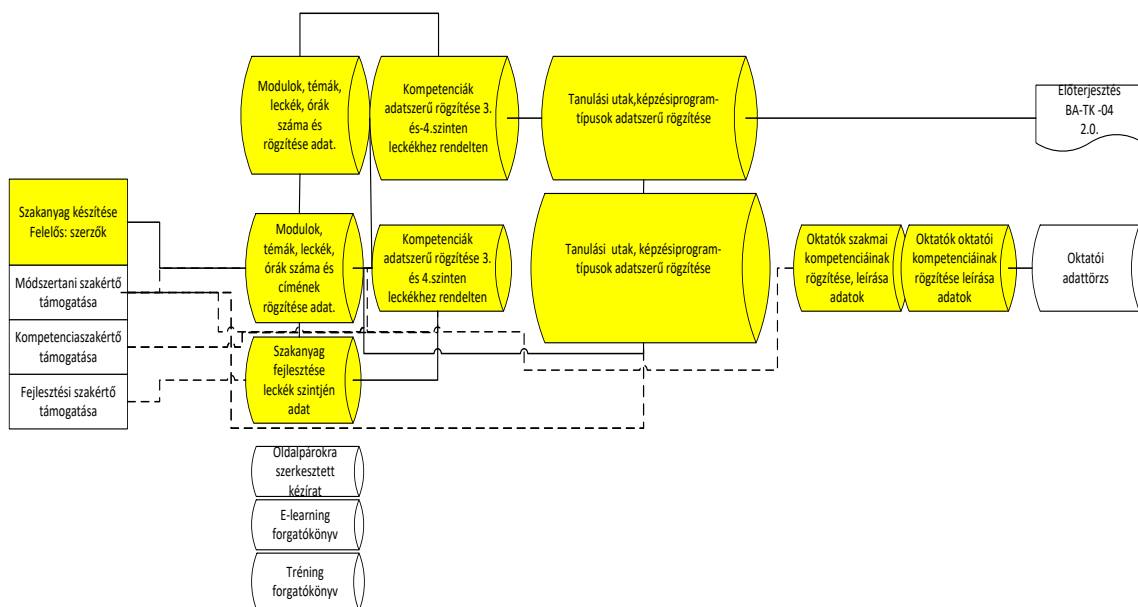 Modulok, témák,
leckék, órák
száma és
rögzítése adat.
Kompetenciák
adatszerű rögzítése 3.
és-4.szinten
leckékhez rendelten
Tanulási utak,képzésiprogram-
típusok adatszerű rögzítése
Előterjesztés
BA-TK -04
2.0.
Szakanyag készítése
Felelős: szerzők
Módszertani szakértő
támogatása
Kompetenciaszakértő
támogatása
Fejlesztési szakértő
támogatása
Modulok,
témák, leckék,
órák száma és
címének
rögzítése adat.
Kompetenciák
adatszerű rögzítése 3.
és 4.szinten
leckékhez rendelten
Tanulási  utak, képzésiprogram-
típusok adatszerű rögzítése
Oktatók szakmai
kompetenciáinak
rögzítése, leírása
adatok
Oktatók oktatói
kompetenciáinak
rögzítése leírása
adatok
Oktatói
adattörzs
Szakanyag
fejlesztése
leckék szintjén
adat
Oldalpárokra
szerkesztett
kézirat
E-learning
forgatókönyv
Tréning
forgatókönyv